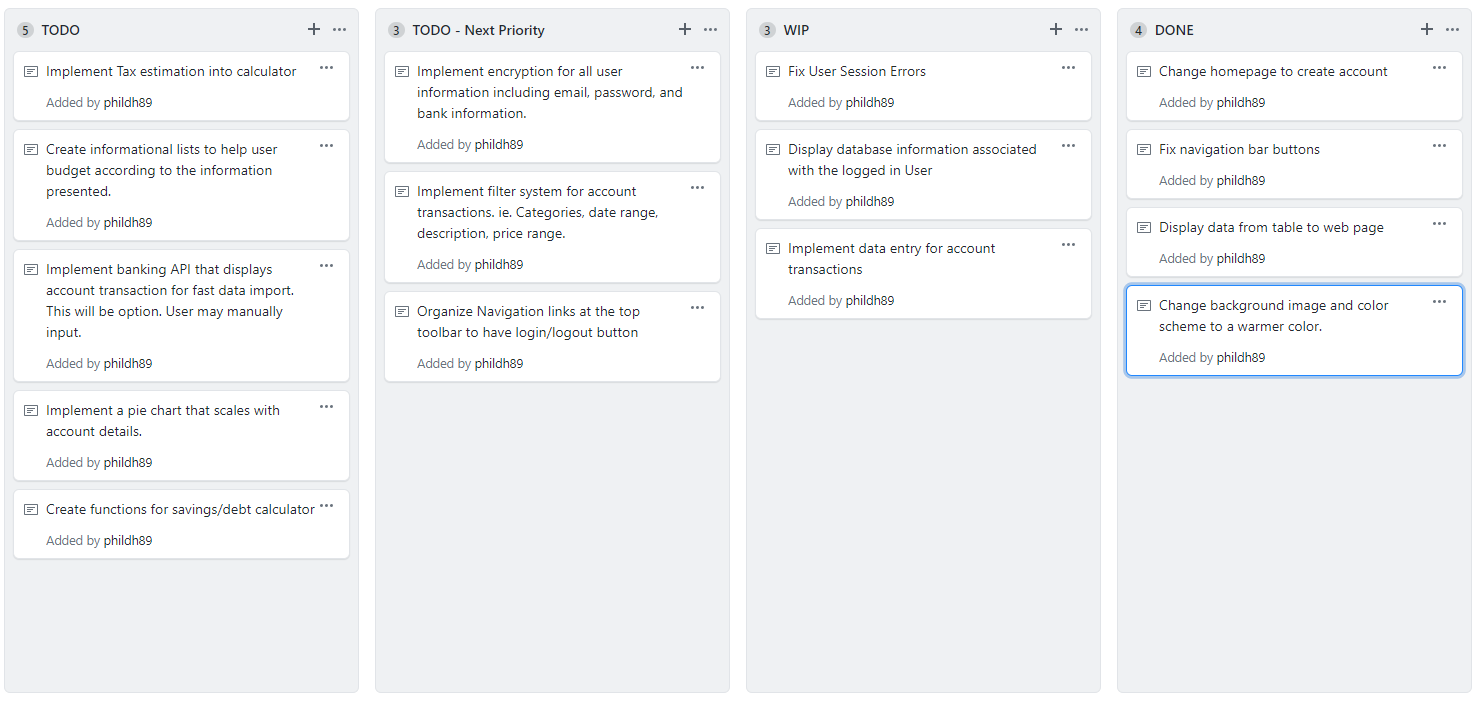 5 TODO
Implement Tax estimation into calculator
Added by phildh89
Create informational lists to help user
budget according to the information
presented.
Added by phildh89
Implement banking API that displays
account transaction for fast data import.
This will be option. User may manually
input.
Added by phildh89
Implement a pie chart that scales with
account details.
Added by phildh89
Create functions for savings/debt calculator
Added by phildh89
3 TODO - Next Priority
Implement encryption for all user
information including email, password, and
bank information.
Added by phildh89
Implement filter system for account
transactions. ie. Categories, date range,
description, price range.
Added by phildh89
Organize Navigation links at the top
toolbar to have login/logout button
Added by phildh89
3 WIP
Fix User Session Errors
Added by phildh89
Display database information associated
with the logged in User
Added by phildh89
Implement data entry for account
transactions
Added by phildh89
4 DONE
Change homepage to create account
Added by phildh89
Fix navigation bar buttons
Added by phildh89
Display data from table to web page
Added by phildh89
Change background image and color
scheme to a warmer color.
Added by phildh89